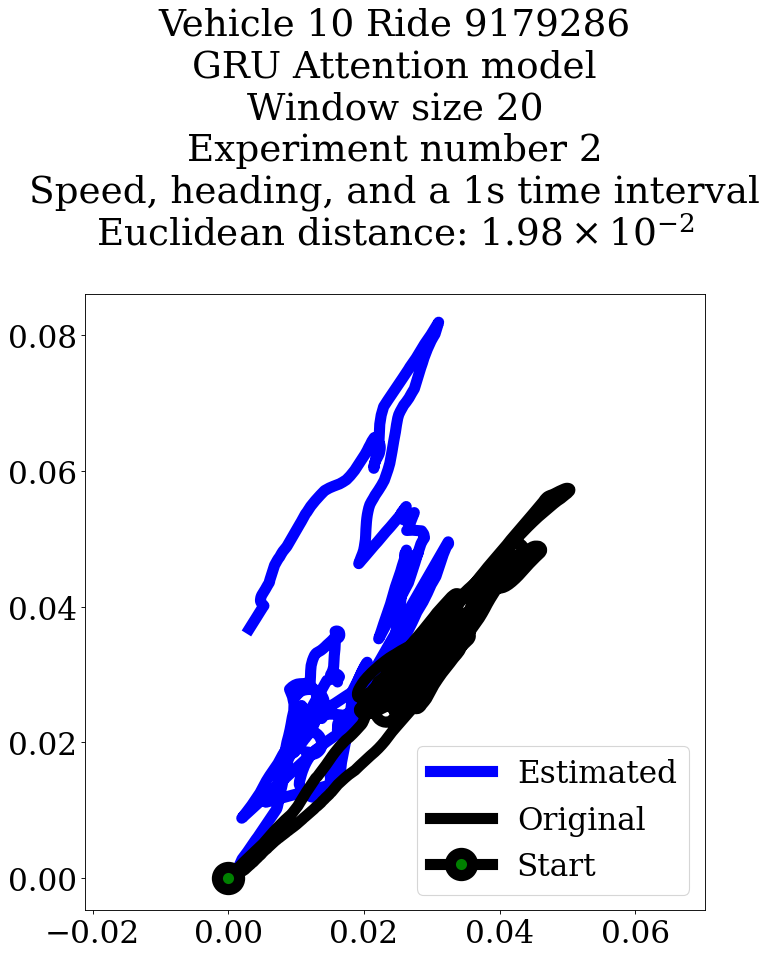 Vehicle 10 Ride 9179286
GRU Attention model
Window size 20
Experiment number 2
Speed, heading, and a 1s time interval
Euclidean distance: 1.98 × 10⁻²
0.08
0.06
0.04
0.02
0.00
Estimated
Original
Start
−0.02 0.00 0.02 0.04 0.06